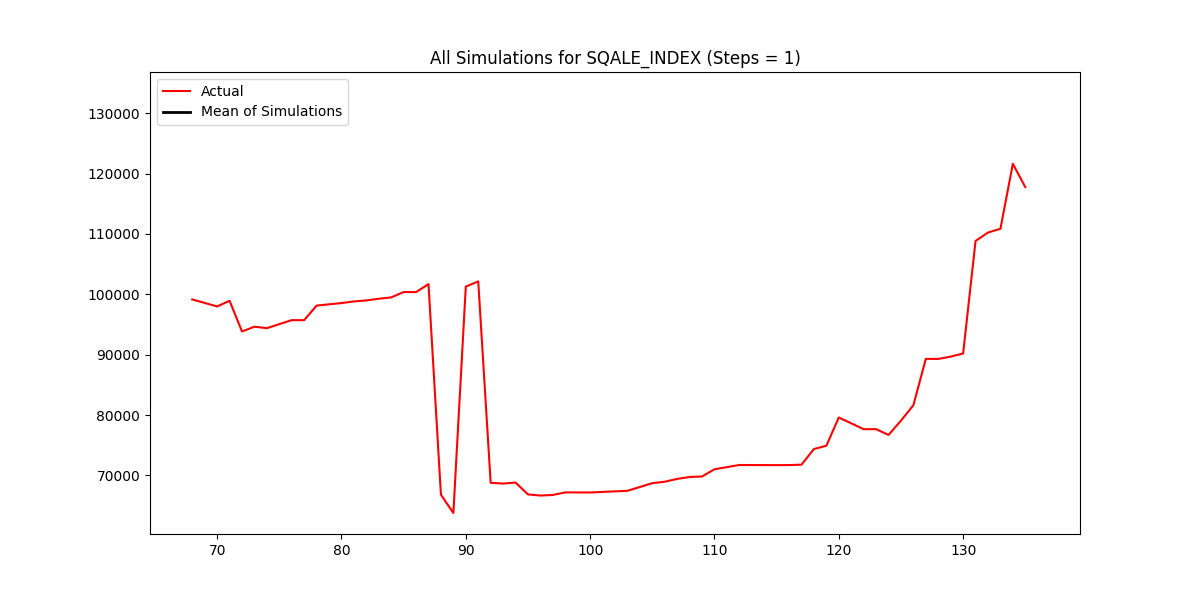 All Simulations for SQALE_INDEX (Steps = 1)
Actual
Mean of Simulations
130000
120000
110000
100000
90000
80000
70000
70 80 90 100 110 120 130